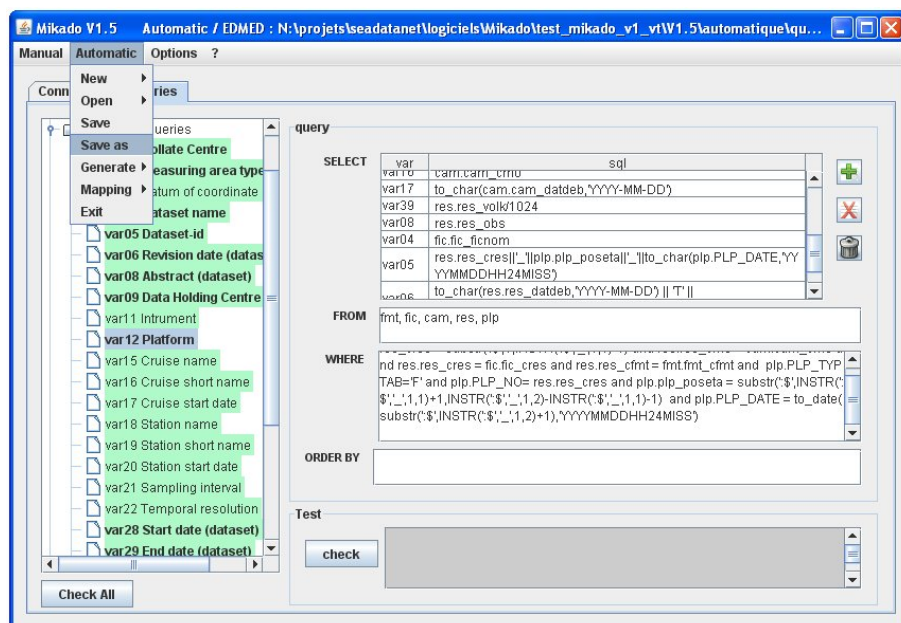 Mikado V1.5 Automatic / EDMED : N:\projets\seadatanet\logiciels\Mikado\test_mikado_v1_vt\V1.5\automatique\qu...
Manual Automatic Options ?
New
Open
Save
Save as
Generate
Mapping
Exit
Conn
ries
ueries
ollate Centre
easuring area type
atum of coordinate
ataset name
var05 Dataset-id
var06 Revision date (datas
var08 Abstract (dataset)
var09 Data Holding Centre
var11 Intrument
var12 Platform
var15 Cruise name
var16 Cruise short name
var17 Cruise start date
var18 Station name
var19 Station short name
var20 Station start date
var21 Sampling interval
var22 Temporal resolution
var28 Start date (dataset)
var29 End date (dataset)
Check All
query
SELECT
var sql
var16 cam.cam_cmo
var17 to_char(cam.cam_datdeb,'YYYY-MM-DD')
var39 res.res_volk/1024
var08 res.res_obs
var04 fic.fic_ficnom
var05 res.res_cres||'_'||plp.plp_poseta||'_'||to_char(plp.PLP_DATE,'YY
YYMMDDHH24MISS')
var06 to_char(res.res_datdeb,'YYYY-MM-DD') || 'T' ||
FROM
fmt, fic, cam, res, plp
WHERE
nd res.res_cres = fic.fic_cres and res.res_cfmt = fmt.fmt_cfmt and plp.PLP_TYP
TAB='F' and plp.PLP_NO= res.res_cres and plp.plp_poseta = substr(':$',INSTR(':
$','_',1,1)+1,INSTR(':$','_',1,2)-INSTR(':$','_',1,1)-1) and plp.PLP_DATE = to_date(
substr(':$',INSTR(':$','_',1,2)+1),'YYYYMMDDHH24MISS')
ORDER BY
Test
check